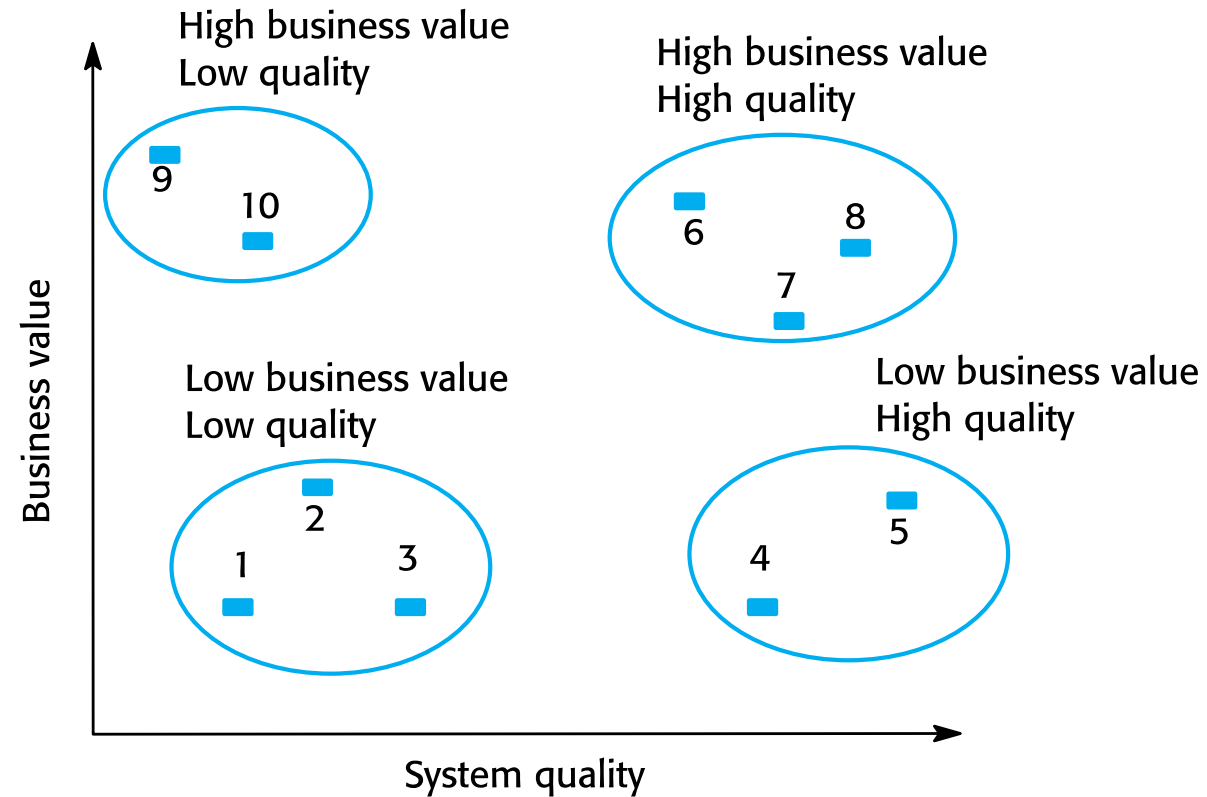 High business value
Low quality
High business value
High quality
9
10
6
8
7
Business value
Low business value
Low quality
Low business value
High quality
2
5
1
3
4
System quality